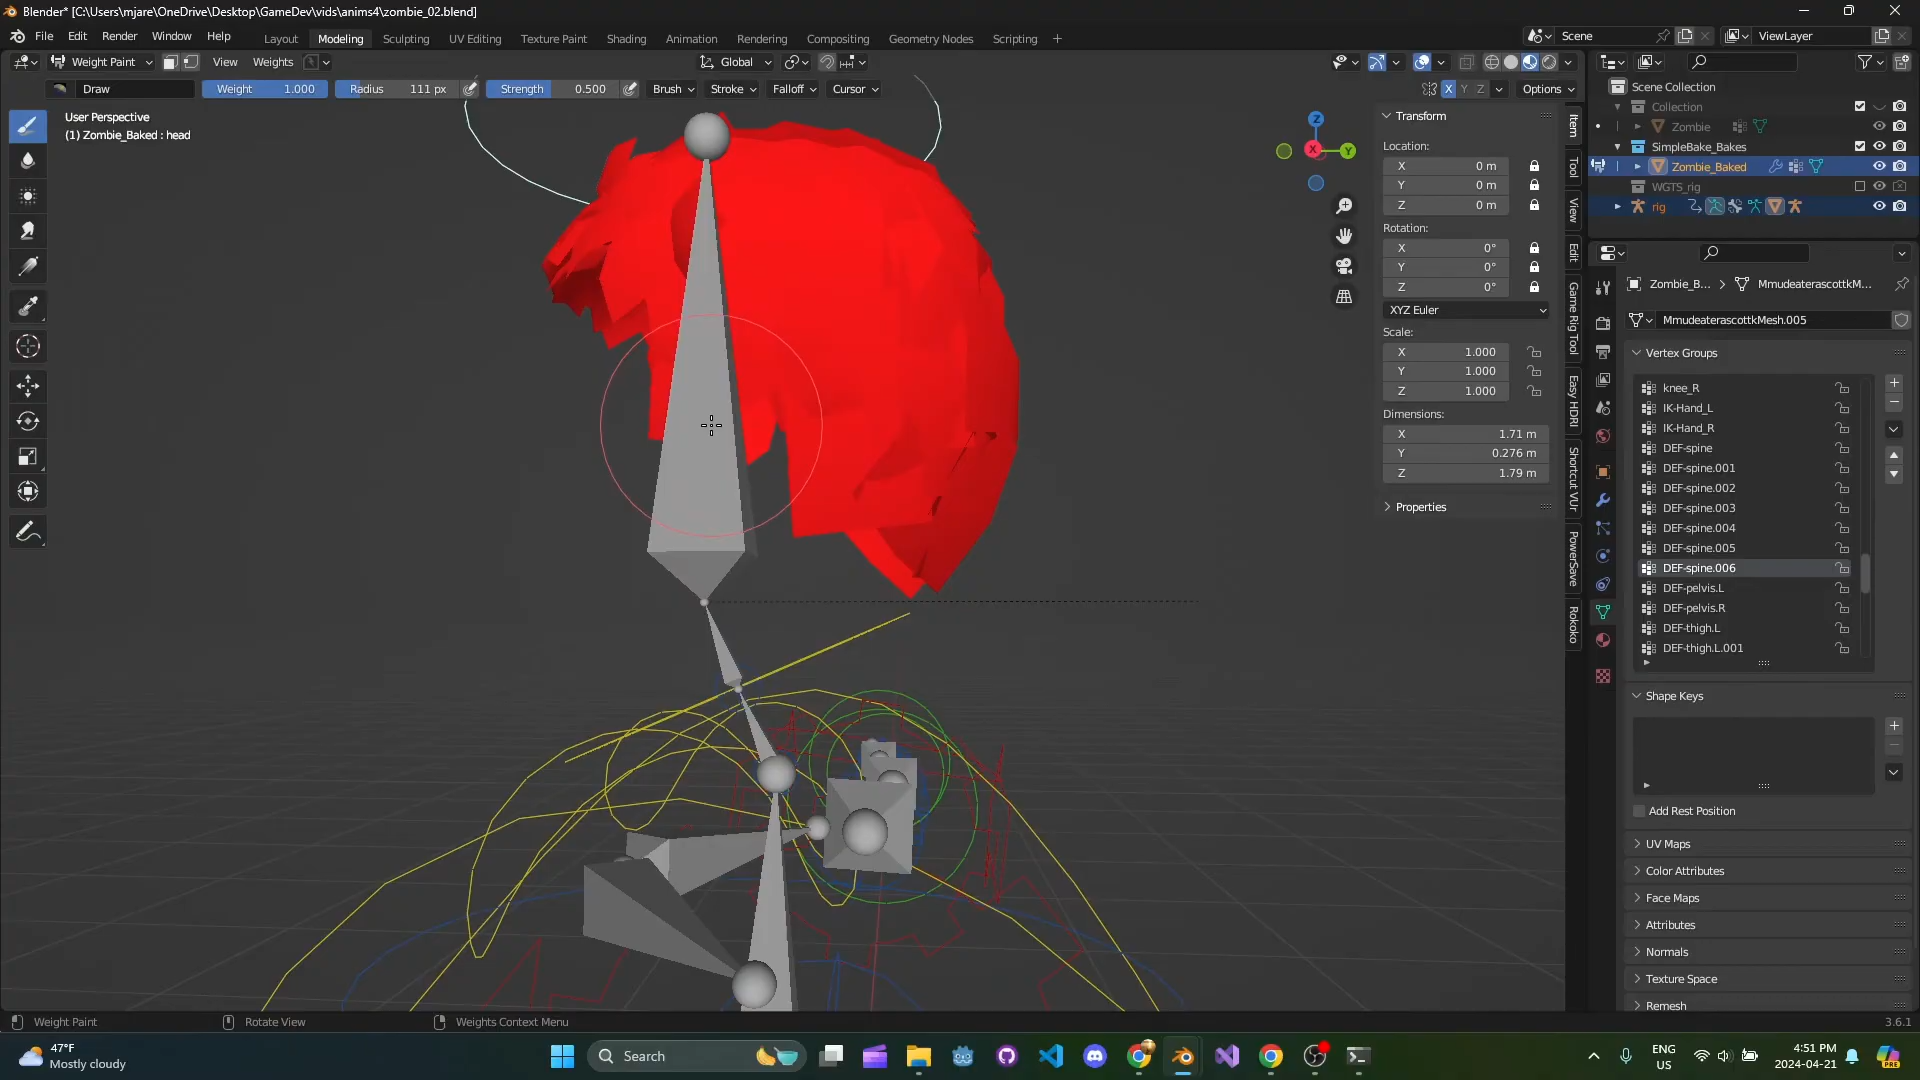 Blender* [C:\Users\mjare\OneDrive\Desktop\GameDev\vids\anims4\zombie_02.blend]
File Edit Render Window Help
Layout Modeling Sculpting UV Editing Texture Paint Shading Animation Rendering Compositing Geometry Nodes Scripting +
Scene
ViewLayer
Weight Paint View Weights
Global
Draw
Weight 1.000
Radius 111 px
Strength 0.500
Brush Stroke Falloff Cursor
X Y Z
Options
User Perspective
(1) Zombie_Baked : head
Z
X
Y
Transform
Location:
X 0 m
Y 0 m
Z 0 m
Rotation:
X 0°
Y 0°
Z 0°
XYZ Euler
Scale:
X 1.000
Y 1.000
Z 1.000
Dimensions:
X 1.71 m
Y 0.276 m
Z 1.79 m
Properties
Item
Tool
View
Edit
Game Rig Tool
Easy HDRI
Shortcut VUr
PowerSave
Rokoko
Scene Collection
Collection
Zombie
SimpleBake_Bakes
Zombie_Baked
WGTS_rig
rig
Zombie_B... > MmudeaterascottkM...
MmudeaterascottkMesh.005
Vertex Groups
knee_R
IK-Hand_L
IK-Hand_R
DEF-spine
DEF-spine.001
DEF-spine.002
DEF-spine.003
DEF-spine.004
DEF-spine.005
DEF-spine.006
DEF-pelvis.L
DEF-pelvis.R
DEF-thigh.L
DEF-thigh.L.001
Shape Keys
Add Rest Position
UV Maps
Color Attributes
Face Maps
Attributes
Normals
Texture Space
Remesh
Weight Paint
Rotate View
Weights Context Menu
3.6.1
47°F
Mostly cloudy
Search
ENG
US
4:51 PM
2024-04-21
PRE